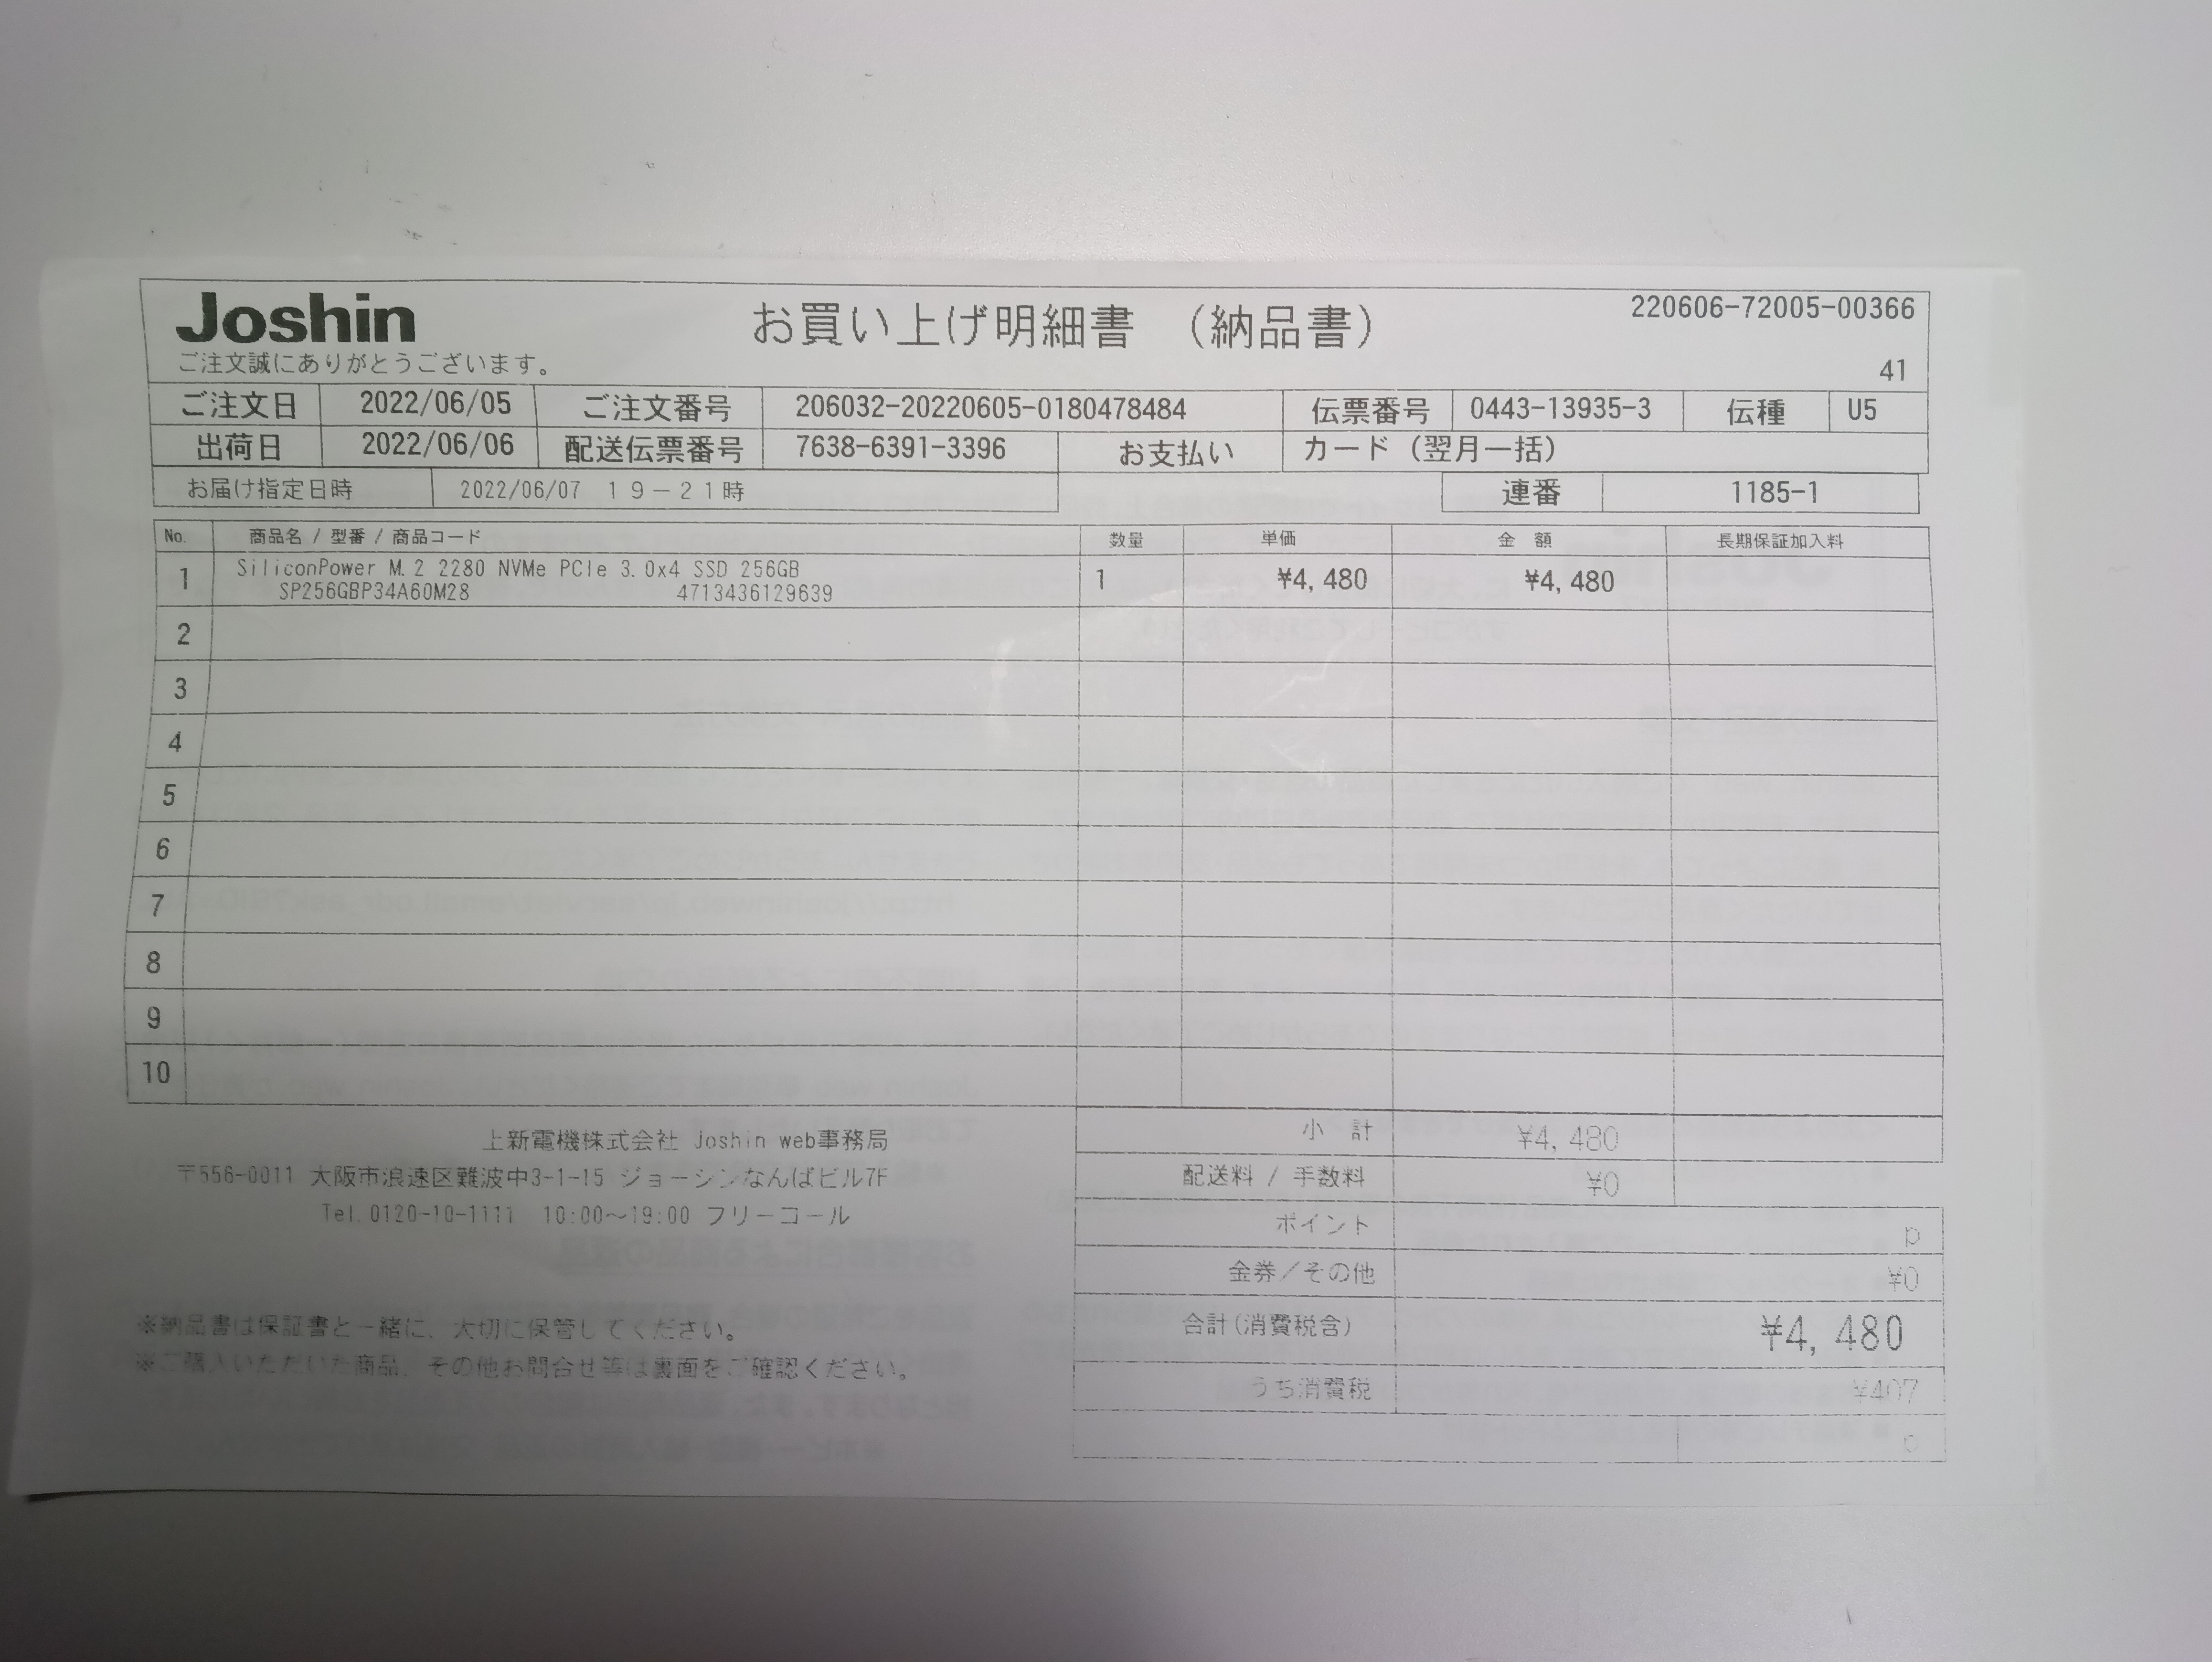 Joshin
お買い上げ明細書 (納品書)
220606-72005-00366
ご注文誠にありがとうございます。
41
ご注文日 2022/06/05 ご注文番号 206032-20220605-0180478484 伝票番号 0443-13935-3 伝種 U5
出荷日 2022/06/06 配送伝票番号 7638-6391-3396 お支払い カード (翌月一括)
お届け指定日時 2022/06/07 19-21時 連番 1185-1
No. 商品名 / 型番 / 商品コード 数量 単価 金 額 長期保証加入料
1 SiliconPower M.2 2280 NVMe PCIe 3.0x4 SSD 256GB 1 ¥4,480 ¥4,480
SP256GBP34A60M28 4713436129639
2
3
4
5
6
7
8
9
10
上新電機株式会社 Joshin web事務局
〒556-0011 大阪市浪速区難波中3-1-15 ジョーシンなんばビル7F
Tel.0120-10-1111 10:00～19:00 フリーコール
※納品書は保証書と一緒に、大切に保管してください。
※ご購入いただいた商品、その他お問合せ等は裏面をご確認ください。
小 計 ¥4,480
配送料 / 手数料 ¥0
ポイント p
金券／その他 ¥0
合計(消費税含) ¥4,480
うち消費税 ¥407